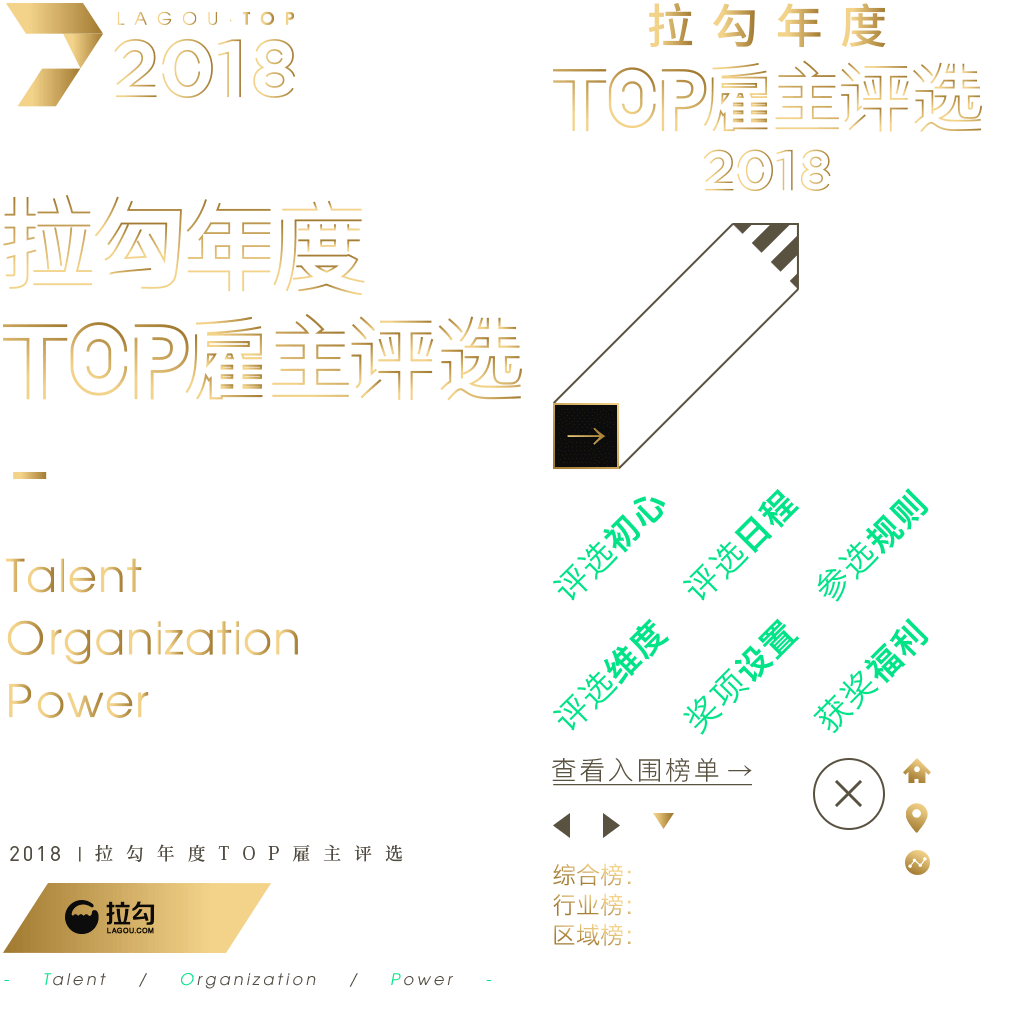 LAGOU·TOP
2018
拉勾年度
TOP雇主评选
Talent
Organization
Power
2018 | 拉勾年度TOP雇主评选
拉勾
LAGOU.COM
- Talent / Organization / Power -
拉勾年度
TOP雇主评选
2018
→
评选初心
评选日程
参选规则
评选维度
奖项设置
获奖福利
查看入围榜单→
综合榜:
行业榜:
区域榜: